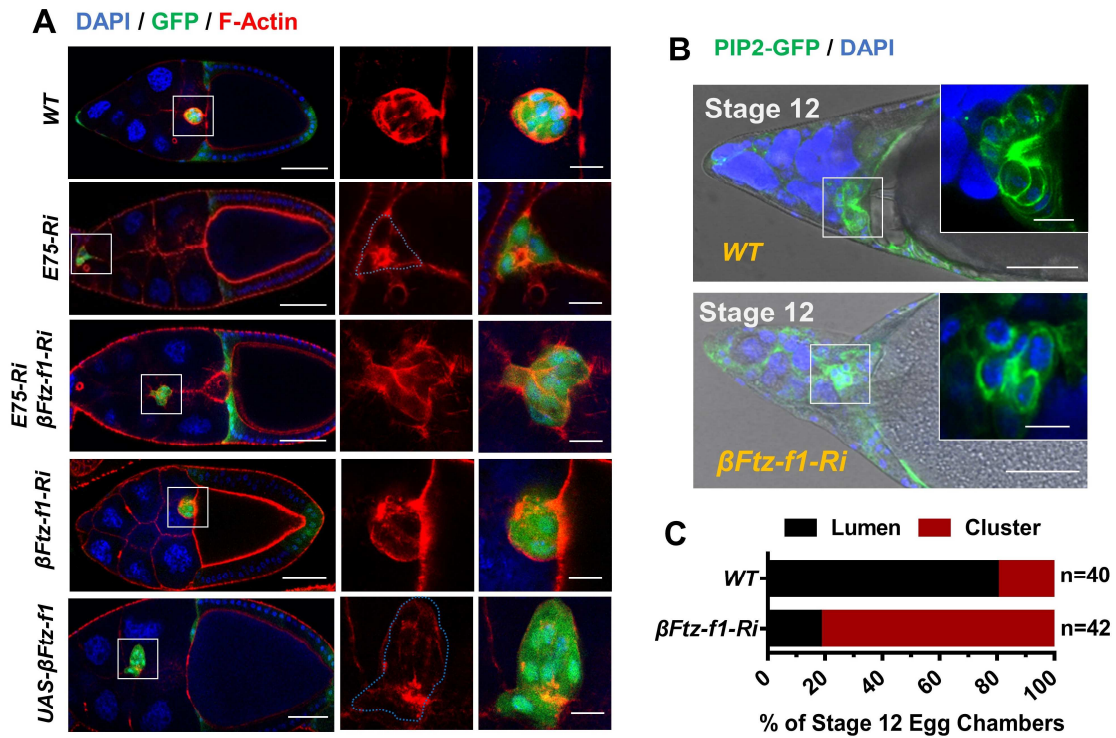 A
DAPI / GFP / F-Actin
WT
E75-Ri
E75-Ri
βFtz-f1-Ri
βFtz-f1-Ri
UAS-βFtz-f1
B
PIP2-GFP / DAPI
Stage 12
WT
Stage 12
βFtz-f1-Ri
C
Lumen Cluster
WT n=40
βFtz-f1-Ri n=42
0 20 40 60 80 100
% of Stage 12 Egg Chambers